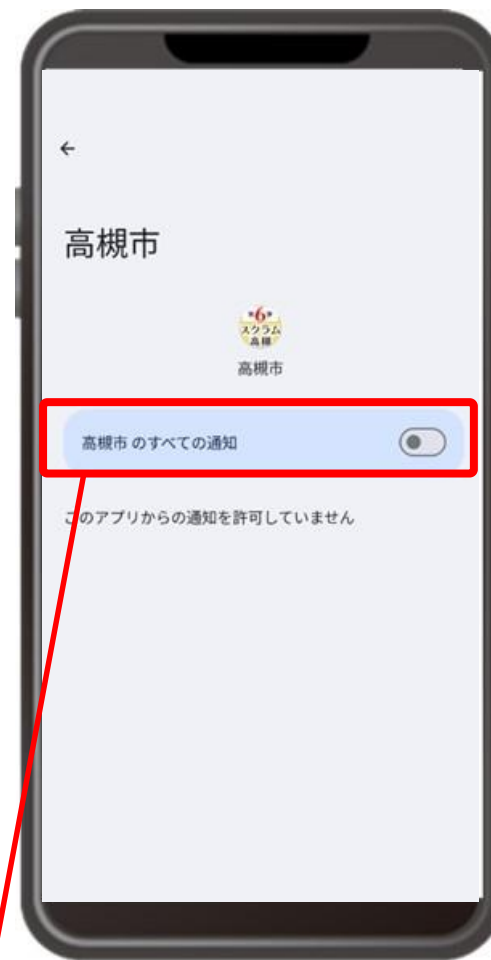 ←
高槻市
第6次
スクラム
高槻
高槻市
高槻市 のすべての通知
このアプリからの通知を許可していません